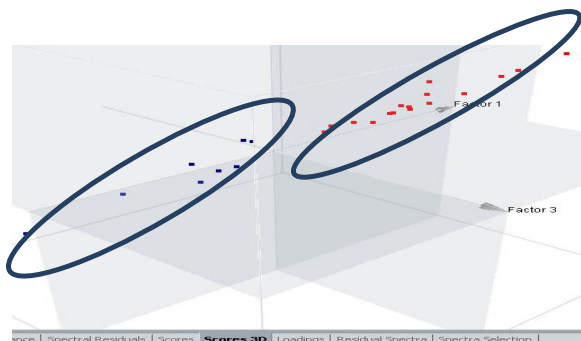 Factor 1
Factor 3
Spectral Residuals | Scores | Scores 3D | Loadings | Residual Spectra | Spectra Selection |